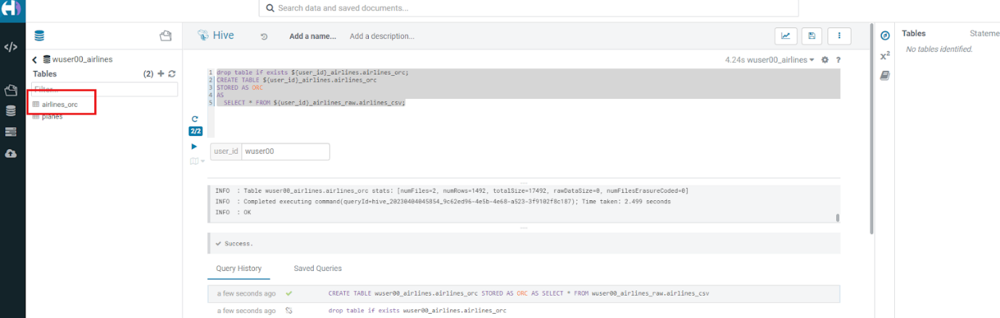 Search data and saved documents...
Hive
Add a name...
Add a description...
wuser00_airlines
Tables
(2)
Filter...
airlines_orc
planes
4.24s wuser00_airlines
?
1 drop table if exists ${user_id}_airlines.airlines_orc;
2 CREATE TABLE ${user_id}_airlines.airlines_orc
3 STORED AS ORC
4 AS
5 SELECT * FROM ${user_id}_airlines_raw.airlines_csv;
2/2
user_id wuser00
INFO : Table wuser00_airlines.airlines_orc stats: [numFiles=2, numRows=1492, totalSize=17492, rawDataSize=0, numFilesErasureCoded=0]
INFO : Completed executing command(queryId=hive_20230404045854_9c62ed96-4e5b-4e68-a523-3f9102f8c187); Time taken: 2.499 seconds
INFO : OK
Success.
Query History
Saved Queries
a few seconds ago CREATE TABLE wuser00_airlines.airlines_orc STORED AS ORC AS SELECT * FROM wuser00_airlines_raw.airlines_csv
a few seconds ago drop table if exists wuser00_airlines.airlines_orc
Tables
Stateme
No tables identified.
x²